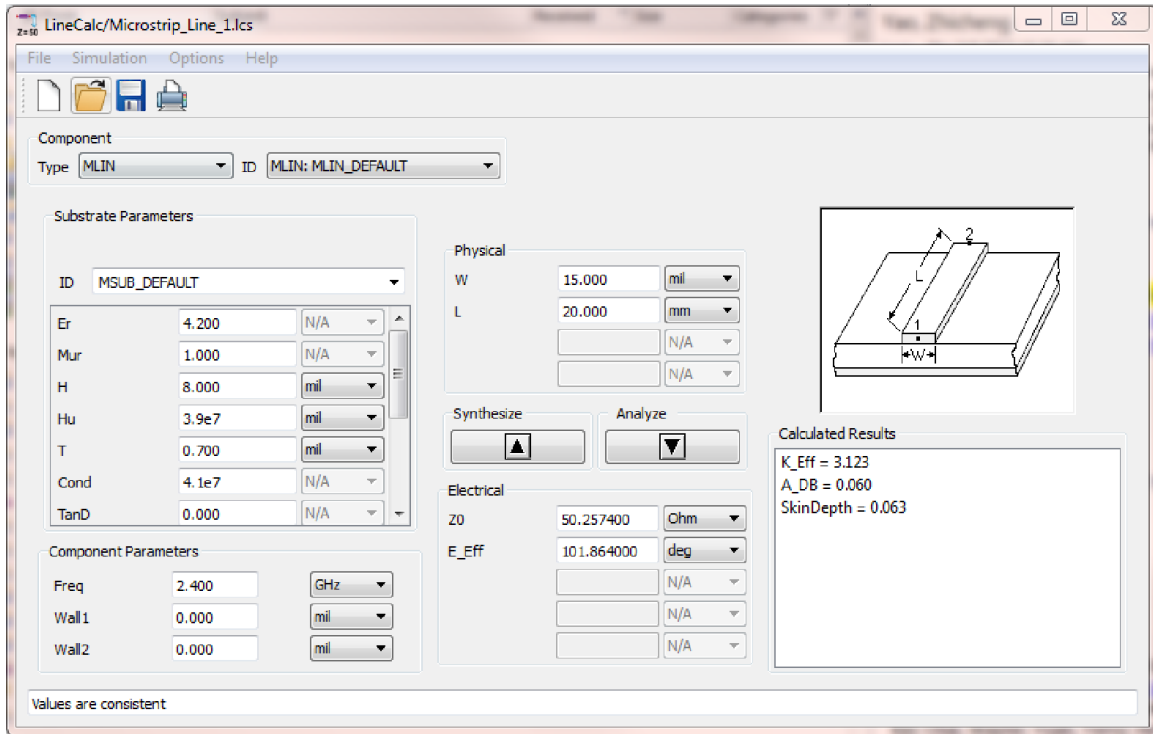 Z=50 LineCalc/Microstrip_Line_1.lcs
File Simulation Options Help
Component
Type MLIN ID MLIN: MLIN_DEFAULT
Substrate Parameters
ID MSUB_DEFAULT
Er 4.200 N/A
Mur 1.000 N/A
H 8.000 mil
Hu 3.9e7 mil
T 0.700 mil
Cond 4.1e7 N/A
TanD 0.000 N/A
Component Parameters
Freq 2.400 GHz
Wall1 0.000 mil
Wall2 0.000 mil
Physical
W 15.000 mil
L 20.000 mm
N/A
N/A
Synthesize Analyze
Electrical
Z0 50.257400 Ohm
E_Eff 101.864000 deg
N/A
N/A
N/A
2
L
1
W
Calculated Results
K_Eff = 3.123
A_DB = 0.060
SkinDepth = 0.063
Values are consistent